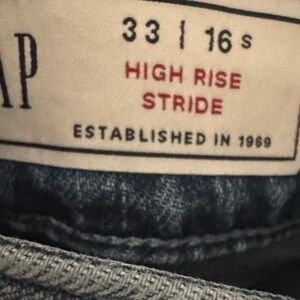 AP
33 | 16 S
HIGH RISE
STRIDE
ESTABLISHED IN 1969